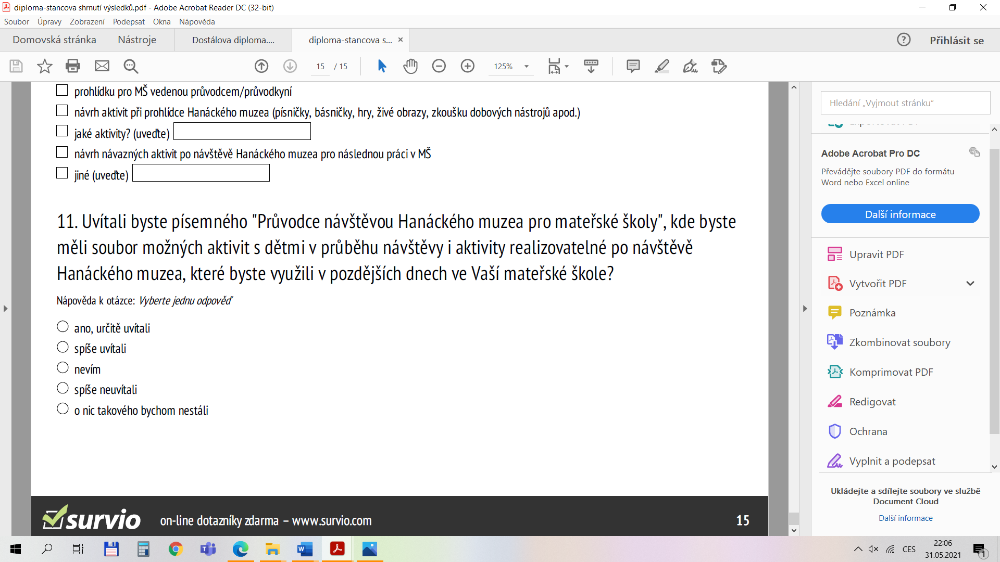 diploma-stancova shrnutí výsledků.pdf - Adobe Acrobat Reader DC (32-bit)
Soubor Úpravy Zobrazení Podepsat Okna Nápověda
Domovská stránka Nástroje Dostálova diploma.... diploma-stancova s... × Přihlásit se
15 / 15 125%
prohlídku pro MŠ vedenou průvodcem/průvodkyní
návrh aktivit při prohlídce Hanáckého muzea (písničky, básničky, hry, živé obrazy, zkoušku dobových nástrojů apod.)
jaké aktivity? (uveďte)
návrh návazných aktivit po návštěvě Hanáckého muzea pro následnou práci v MŠ
jiné (uveďte)
11. Uvítali byste písemného "Průvodce návštěvou Hanáckého muzea pro mateřské školy", kde byste
měli soubor možných aktivit s dětmi v průběhu návštěvy i aktivity realizovatelné po návštěvě
Hanáckého muzea, které byste využili v pozdějších dnech ve Vaší mateřské škole?
Nápověda k otázce: Vyberte jednu odpověď
ano, určitě uvítali
spíše uvítali
nevím
spíše neuvítali
o nic takového bychom nestáli
survio on-line dotazníky zdarma – www.survio.com 15
Hledání „Vyjmout stránku“
Adobe Acrobat Pro DC
Převádějte soubory PDF do formátu
Word nebo Excel online
Další informace
Upravit PDF
Vytvořit PDF
Poznámka
Zkombinovat soubory
Komprimovat PDF
Redigovat
Ochrana
Vyplnit a podepsat
Ukládejte a sdílejte soubory ve službě
Document Cloud
Další informace
CES 22:06
31.05.2021 1